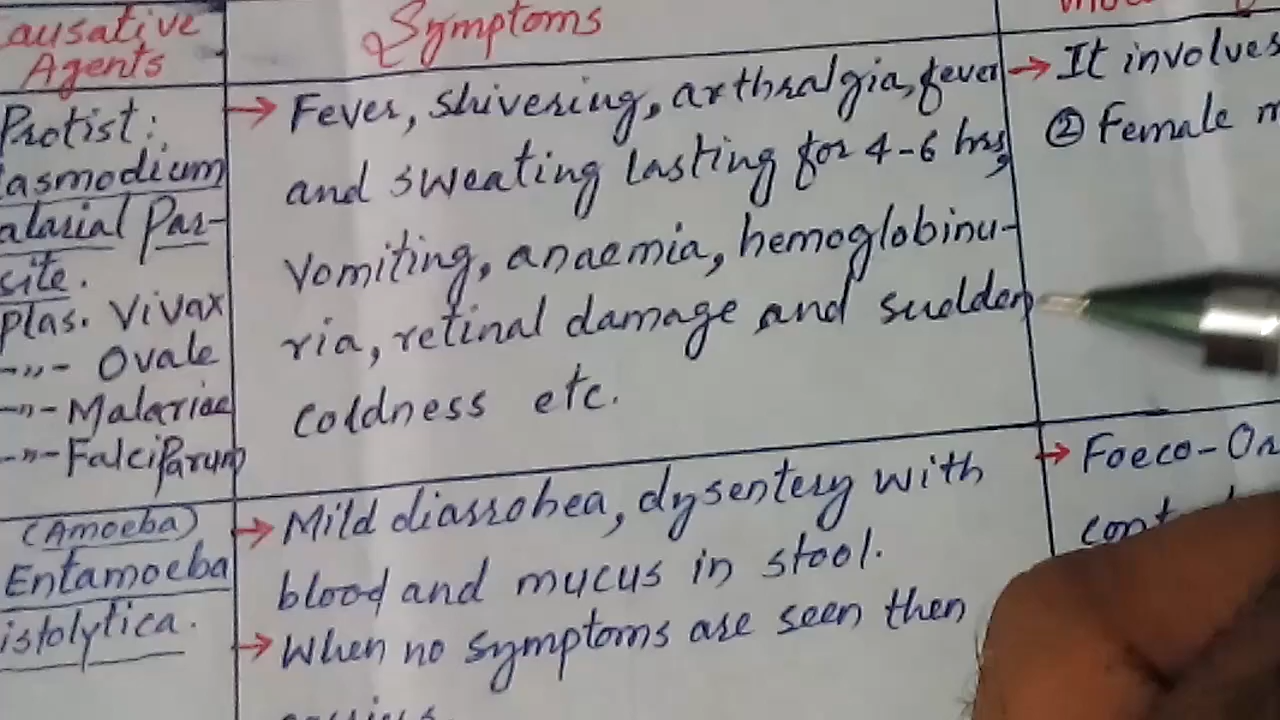 ausative
Agents
Symptoms
Protist:
asmodium
alarial Par-
site.
Plas. Vivax
-"- Ovale
-"- Malariae
-"- Falciparum
→ Fever, shivering, arthralgia, fever
and sweating lasting for 4-6 hrs,
vomiting, anaemia, hemoglobinu-
ria, retinal damage and sudden
coldness etc.
→ It involves
② Female m
(Amoeba)
Entamoeba
istolytica.
→ Mild diarrohea, dysentery with
blood and mucus in stool.
→ When no symptoms are seen then
→ Foeco-Or
cont